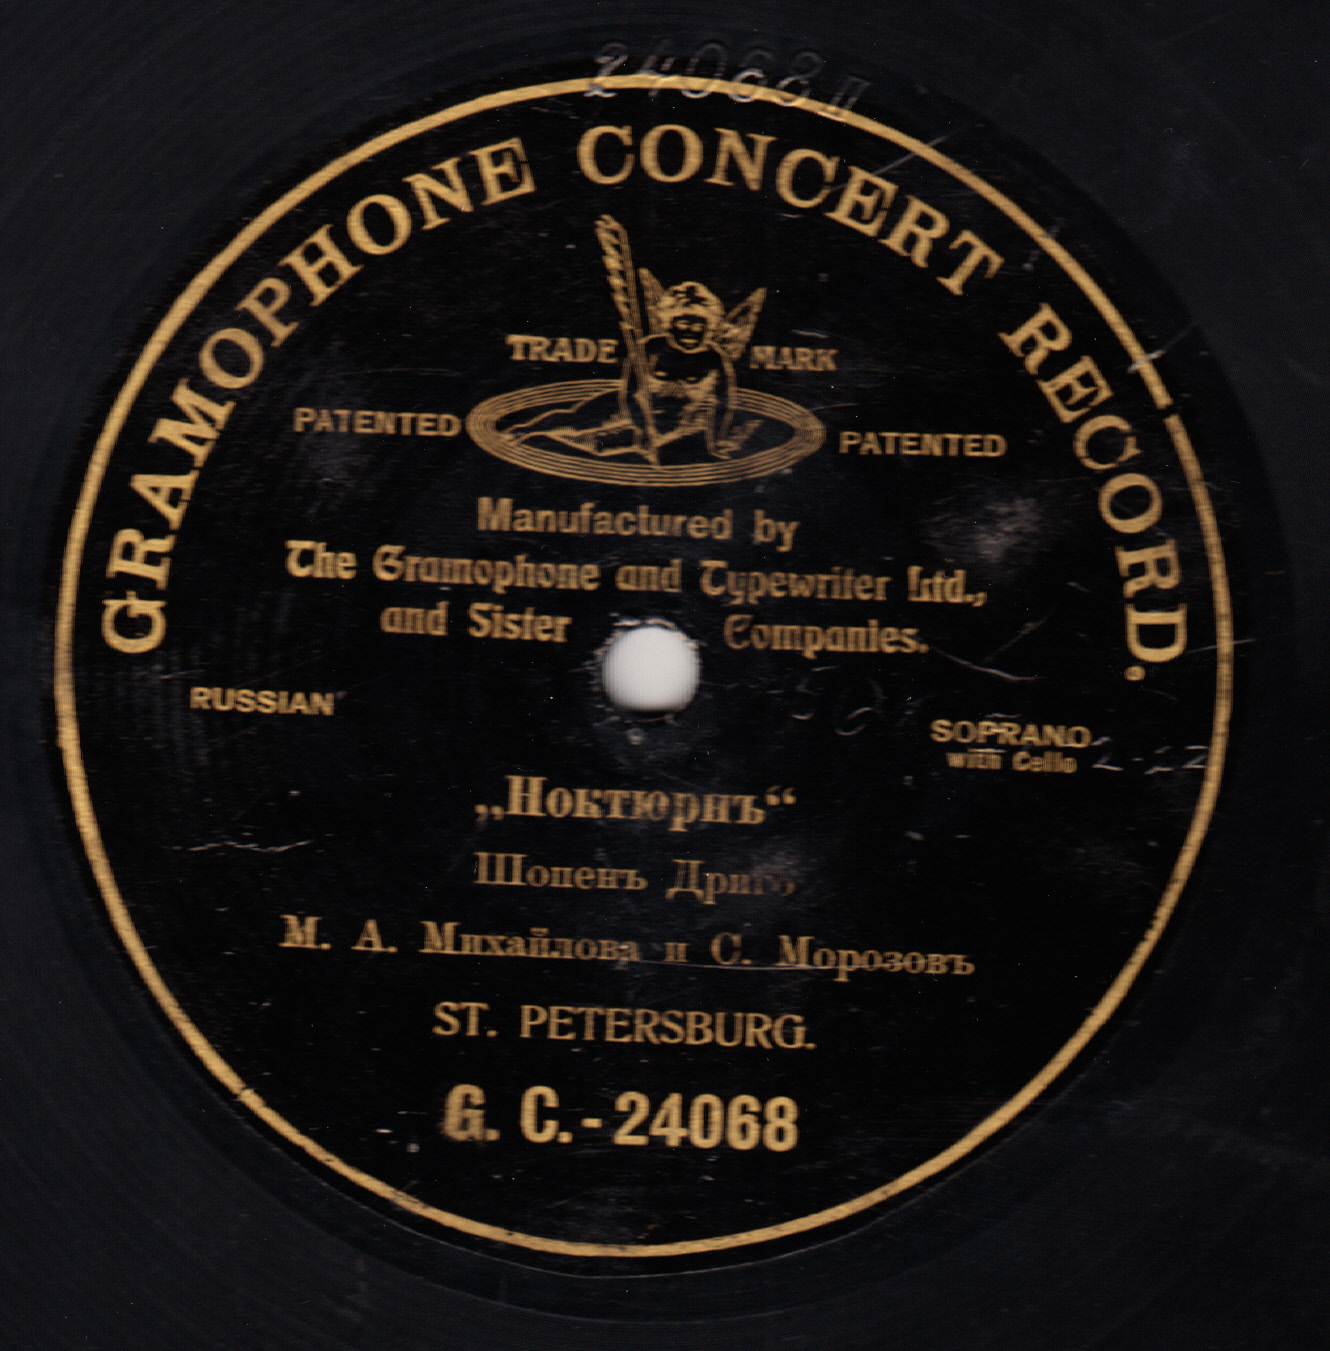 24068 II
GRAMOPHONE CONCERT RECORD.
TRADE MARK
PATENTED PATENTED
Manufactured by
The Gramophone and Typewriter Ltd.,
and Sister Companies.
RUSSIAN
SOPRANO
with Cello
„Ноктюрнъ“
Шопенъ Дриго
М. А. Михайлова и С. Морозовъ
ST. PETERSBURG.
G. C.-24068